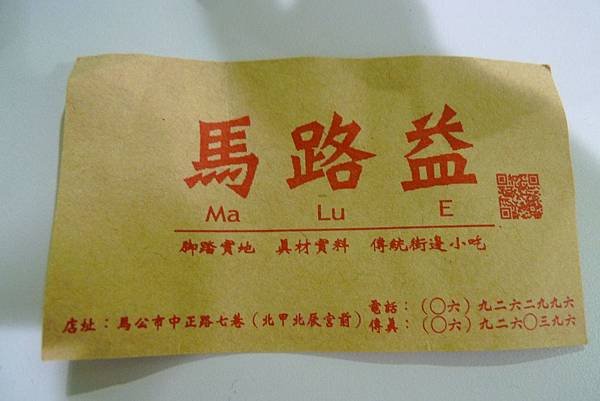 馬路益
Ma Lu E
脚踏實地 真材實料 傳統街邊小吃
電話：（〇六）九二六二九九六
店址：馬公市中正路七巷（北甲北辰宮前）傳真：（〇六）九二六〇三九六